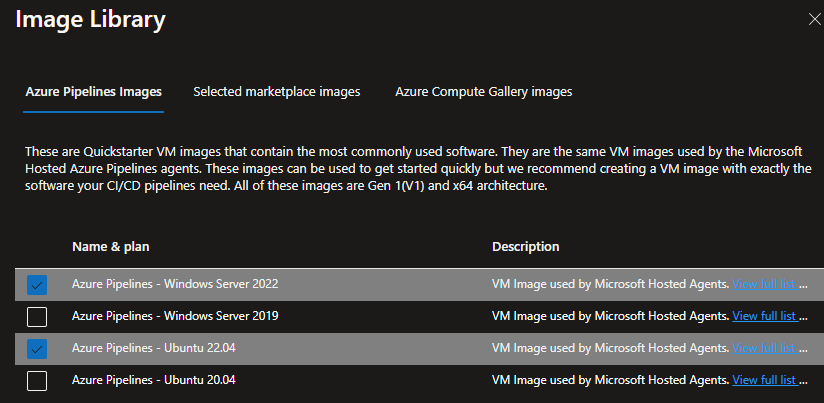 Image Library
Azure Pipelines Images Selected marketplace images Azure Compute Gallery images
These are Quickstarter VM images that contain the most commonly used software. They are the same VM images used by the Microsoft
Hosted Azure Pipelines agents. These images can be used to get started quickly but we recommend creating a VM image with exactly the
software your CI/CD pipelines need. All of these images are Gen 1(V1) and x64 architecture.
Name & plan Description
Azure Pipelines - Windows Server 2022 VM Image used by Microsoft Hosted Agents. View full list ...
Azure Pipelines - Windows Server 2019 VM Image used by Microsoft Hosted Agents. View full list ...
Azure Pipelines - Ubuntu 22.04 VM Image used by Microsoft Hosted Agents. View full list ...
Azure Pipelines - Ubuntu 20.04 VM Image used by Microsoft Hosted Agents. View full list ...